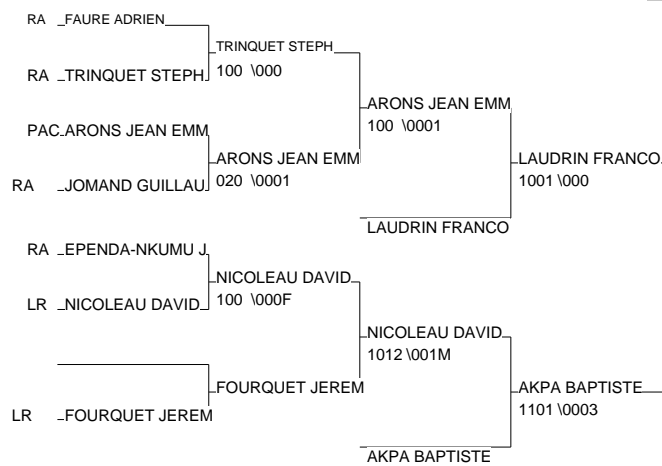 RA FAURE ADRIEN
TRINQUET STEPH
100 \000
RA TRINQUET STEPH
ARONS JEAN EMM
100 \0001
PAC ARONS JEAN EMM
ARONS JEAN EMM
020 \0001
LAUDRIN FRANCO
1001 \000
RA JOMAND GUILLAU
LAUDRIN FRANCO
RA EPENDA-NKUMU J
NICOLEAU DAVID
100 \000F
LR NICOLEAU DAVID
NICOLEAU DAVID
1012 \001M
FOURQUET JEREM
AKPA BAPTISTE
1101 \0003
LR FOURQUET JEREM
AKPA BAPTISTE